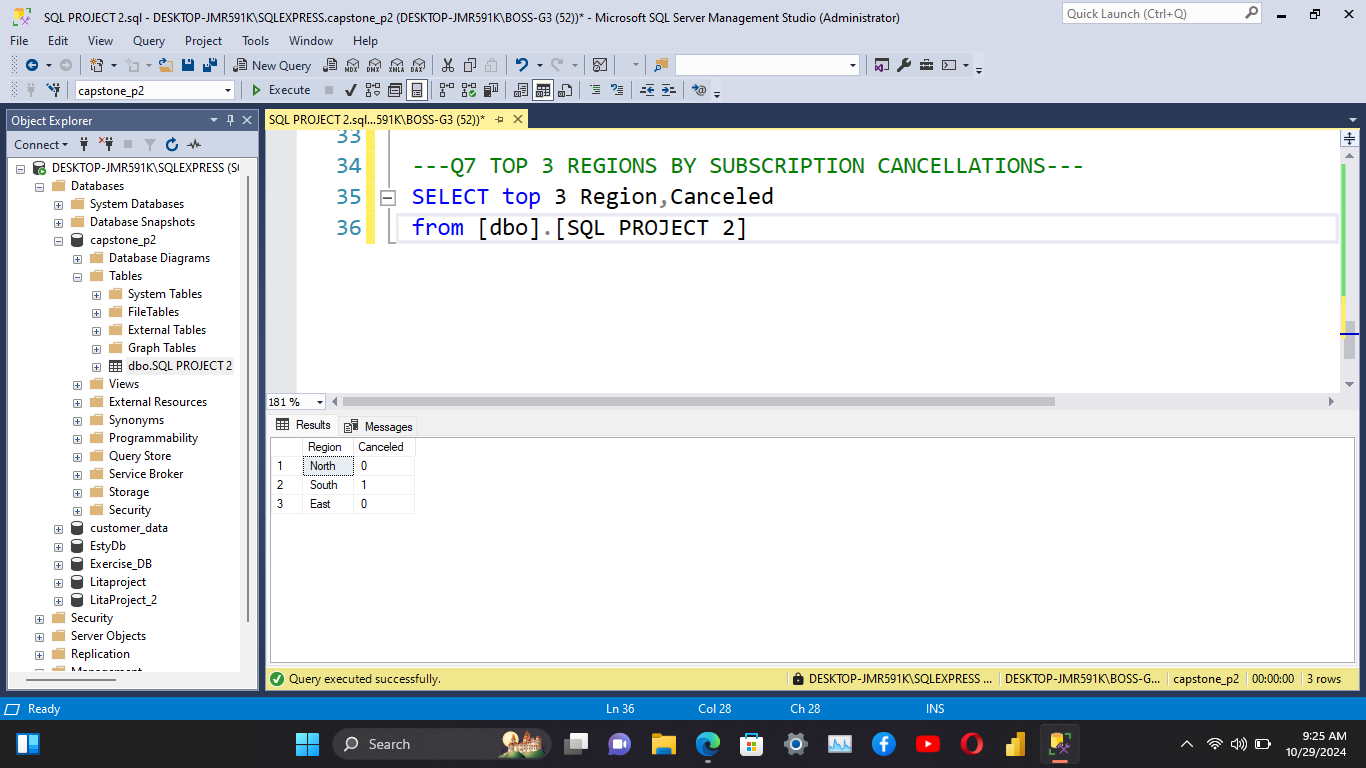 SQL PROJECT 2.sql - DESKTOP-JMR591K\SQLEXPRESS.capstone_p2 (DESKTOP-JMR591K\BOSS-G3 (52))* - Microsoft SQL Server Management Studio (Administrator)
Quick Launch (Ctrl+Q)
File Edit View Query Project Tools Window Help
New Query MDX DMX XMLA DAX
capstone_p2 Execute
Object Explorer
SQL PROJECT 2.sql...591K\BOSS-G3 (52))*
Connect
DESKTOP-JMR591K\SQLEXPRESS (S
Databases
System Databases
Database Snapshots
capstone_p2
Database Diagrams
Tables
System Tables
FileTables
External Tables
Graph Tables
dbo.SQL PROJECT 2
Views
External Resources
Synonyms
Programmability
Query Store
Service Broker
Storage
Security
customer_data
EstyDb
Exercise_DB
Litaproject
LitaProject_2
Security
Server Objects
Replication
Management
33
34 ---Q7 TOP 3 REGIONS BY SUBSCRIPTION CANCELLATIONS---
35 SELECT top 3 Region,Canceled
36 from [dbo].[SQL PROJECT 2]
181 %
Results Messages
Region Canceled
1 North 0
2 South 1
3 East 0
Query executed successfully. DESKTOP-JMR591K\SQLEXPRESS ... DESKTOP-JMR591K\BOSS-G... capstone_p2 00:00:00 3 rows
Ready Ln 36 Col 28 Ch 28 INS
Search
9:25 AM
10/29/2024